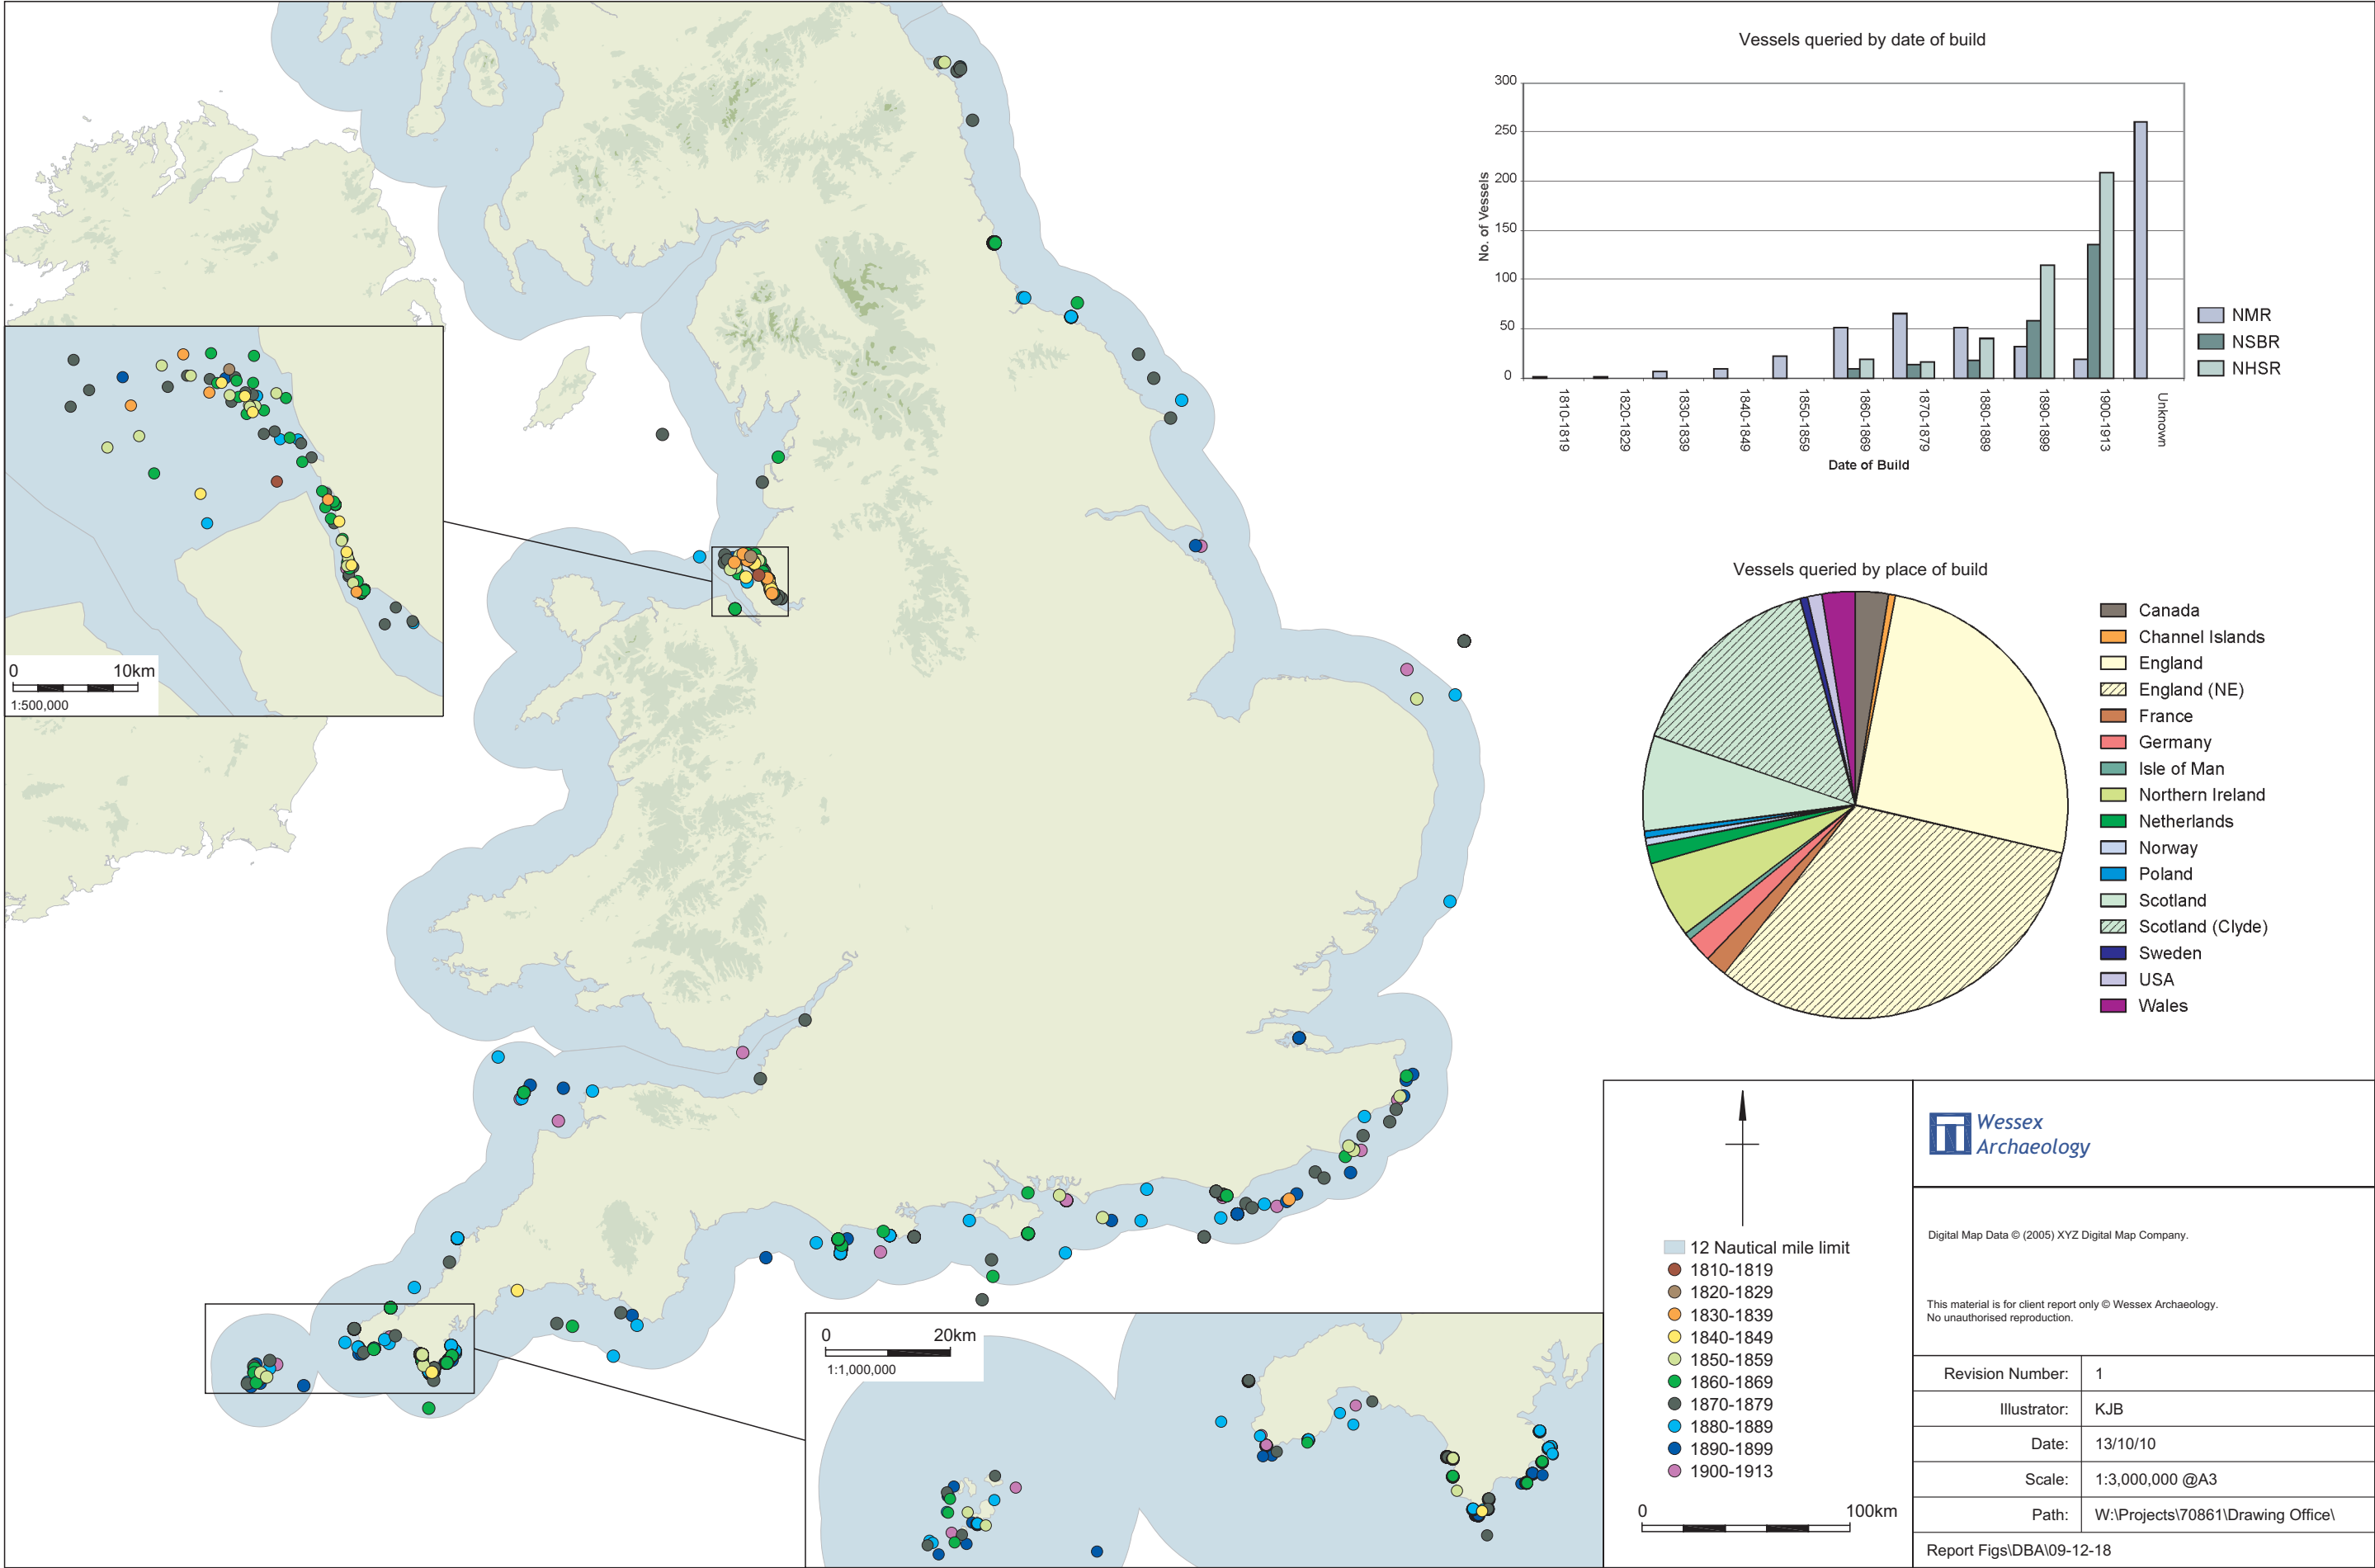 Vessels queried by date of build
300
250
200
150
100
50
0
No. of Vessels
1810-1819
1820-1829
1830-1839
1840-1849
1850-1859
1860-1869
1870-1879
1880-1889
1890-1899
1900-1913
Unknown
Date of Build
NMR
NSBR
NHSR
0 10km
1:500,000
Vessels queried by place of build
Canada
Channel Islands
England
England (NE)
France
Germany
Isle of Man
Northern Ireland
Netherlands
Norway
Poland
Scotland
Scotland (Clyde)
Sweden
USA
Wales
0 20km
1:1,000,000
12 Nautical mile limit
1810-1819
1820-1829
1830-1839
1840-1849
1850-1859
1860-1869
1870-1879
1880-1889
1890-1899
1900-1913
0 100km
Wessex
Archaeology
Digital Map Data © (2005) XYZ Digital Map Company.
This material is for client report only © Wessex Archaeology.
No unauthorised reproduction.
Revision Number: 1
Illustrator: KJB
Date: 13/10/10
Scale: 1:3,000,000 @A3
Path: W:\Projects\70861\Drawing Office\
Report Figs\DBA\09-12-18